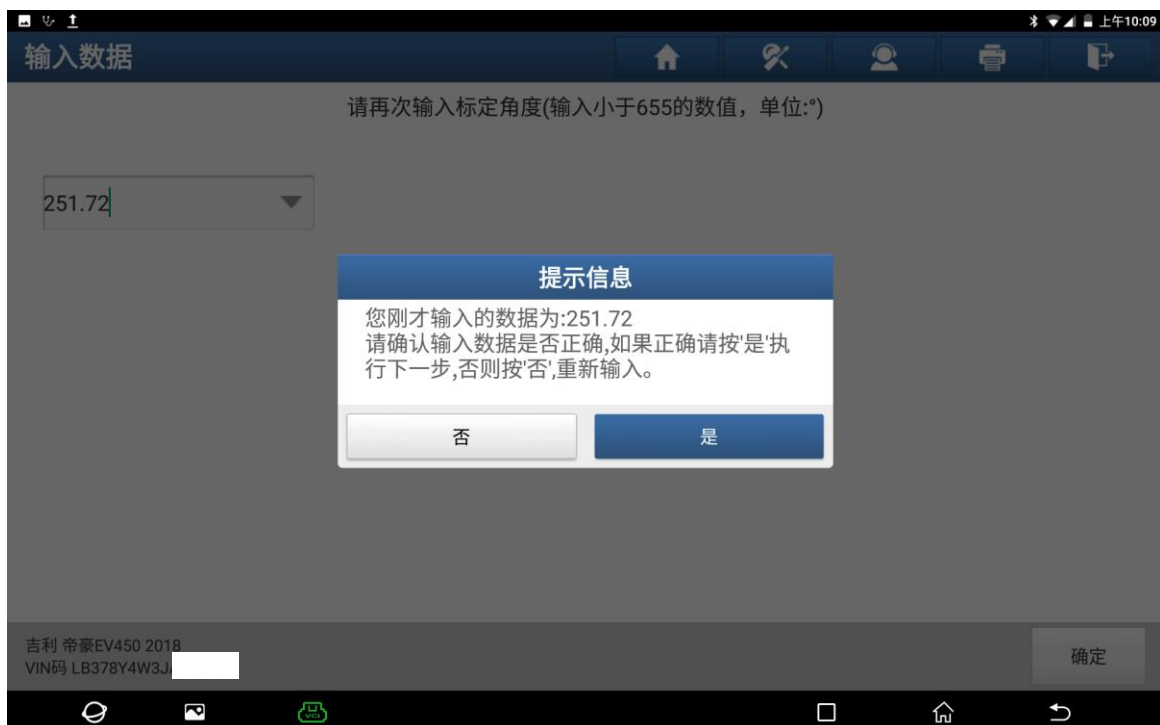 上午10:09
输入数据
请再次输入标定角度(输入小于655的数值，单位:°)
251.72
提示信息
您刚才输入的数据为:251.72
请确认输入数据是否正确,如果正确请按'是'执
行下一步,否则按'否',重新输入。
否
是
吉利 帝豪EV450 2018
VIN码 LB378Y4W3J
确定
VCI